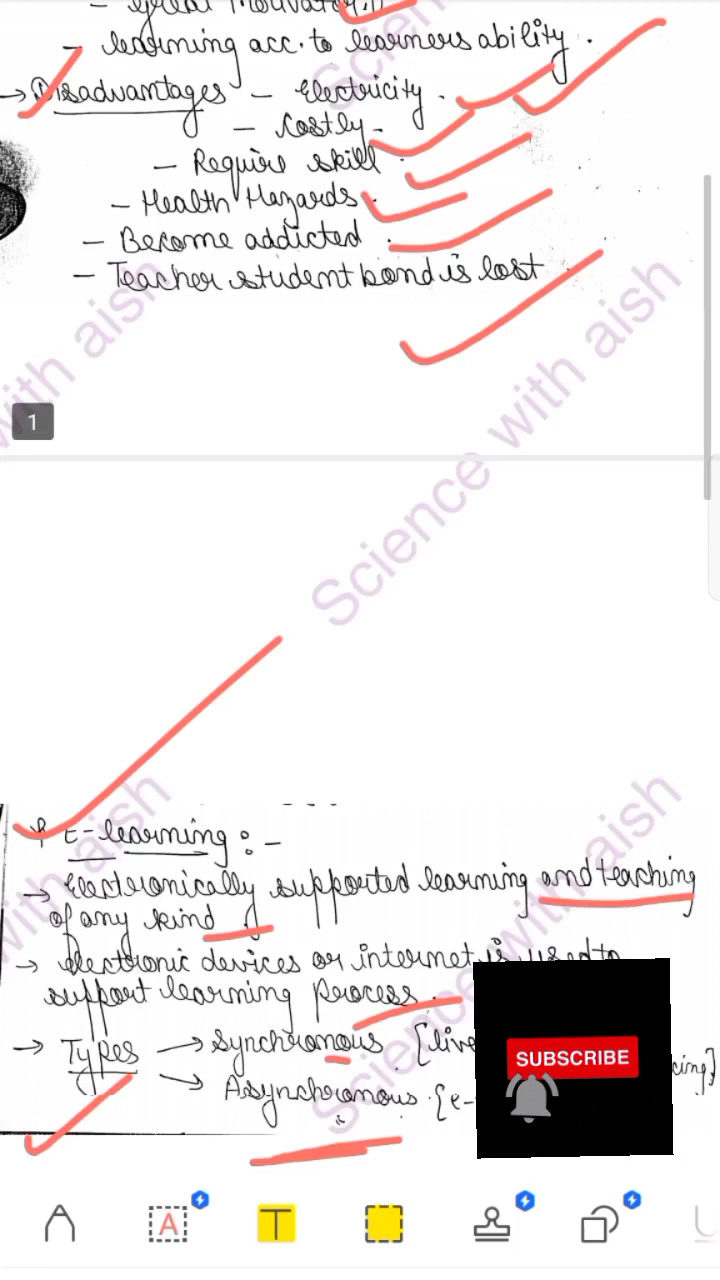 - Great Motivator
- learning acc. to learners ability.
→ Disadvantages - Electricity.
- Costly.
- Require skill.
- Health Hazards
- Become addicted.
- Teacher student bond is lost
Science with aish
1
* E-learning :-
→ Electronically supported learning and teaching
of any kind
→ electronic devices or internet is used to
support learning process.
→ Types → Synchronous [live
SUBSCRIBE
→ Asynchronous. [e-